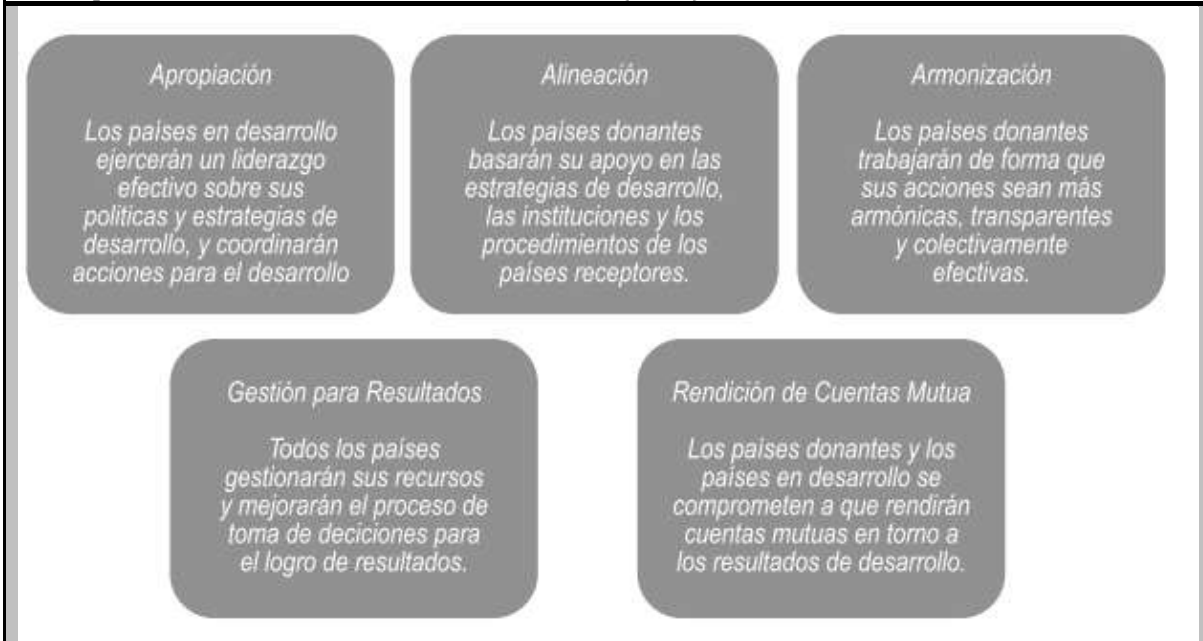 Apropiación
Los países en desarrollo
ejercerán un liderazgo
efectivo sobre sus
políticas y estrategias de
desarrollo, y coordinarán
acciones para el desarrollo
Alineación
Los países donantes
basarán su apoyo en las
estrategias de desarrollo,
las instituciones y los
procedimientos de los
países receptores.
Armonización
Los países donantes
trabajarán de forma que
sus acciones sean más
armónicas, transparentes
y colectivamente
efectivas.
Gestión para Resultados
Todos los países
gestionarán sus recursos
y mejorarán el proceso de
toma de deciciones para
el logro de resultados.
Rendición de Cuentas Mutua
Los países donantes y los
países en desarrollo se
comprometen a que rendirán
cuentas mutuas en torno a
los resultados de desarrollo.